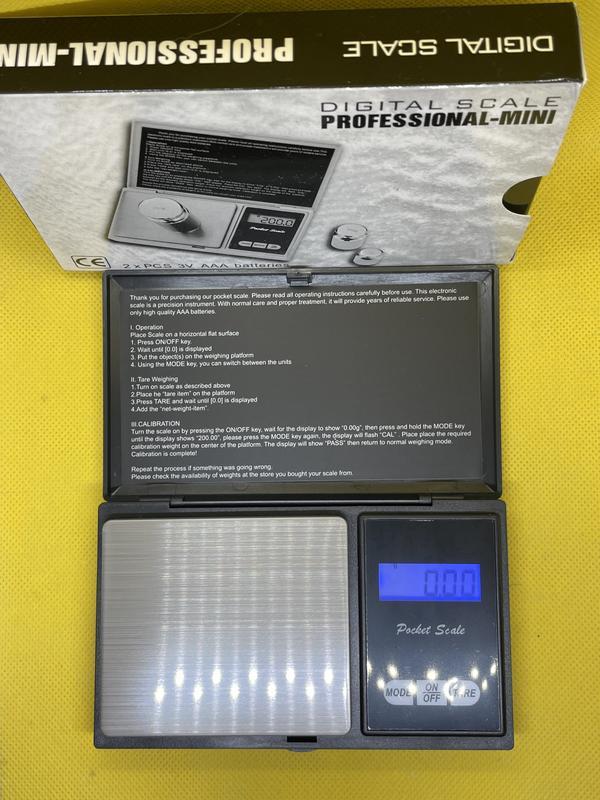 DIGITAL SCALE
PROFESSIONAL-MIN
DIGITAL SCALE
PROFESSIONAL-MINI
200.0
Pocket Scale
CE
2 x PCS 3V AAA batteries
Thank you for purchasing our pocket scale. Please read all operating instructions carefully before use. This electronic
scale is a precision instrument. With normal care and proper treatment, it will provide years of reliable service. Please use
only high quality AAA batteries.
I. Operation
Place Scale on a horizontal flat surface
1. Press ON/OFF key.
2. Wait until [0.0] is displayed
3. Put the object(s) on the weighing platform
4. Using the MODE key, you can switch between the units
II. Tare Weighing
1.Turn on scale as described above
2.Place he "tare item" on the platform
3.Press TARE and wait until [0.0] is displayed
4.Add the "net-weight-item".
III.CALIBRATION
Turn the scale on by pressing the ON/OFF key, wait for the display to show "0.00g", then press and hold the MODE key
until the display shows "200.00", please press the MODE key again, the display will flash "CAL" . Place place the required
calibration weight on the center of the platform. The display will show "PASS" then return to normal weighing mode.
Calibration is complete!
Repeat the process if something was going wrong.
Please check the availability of weights at the store you bought your scale from.
0.00
Pocket Scale
MODE ON/OFF TARE